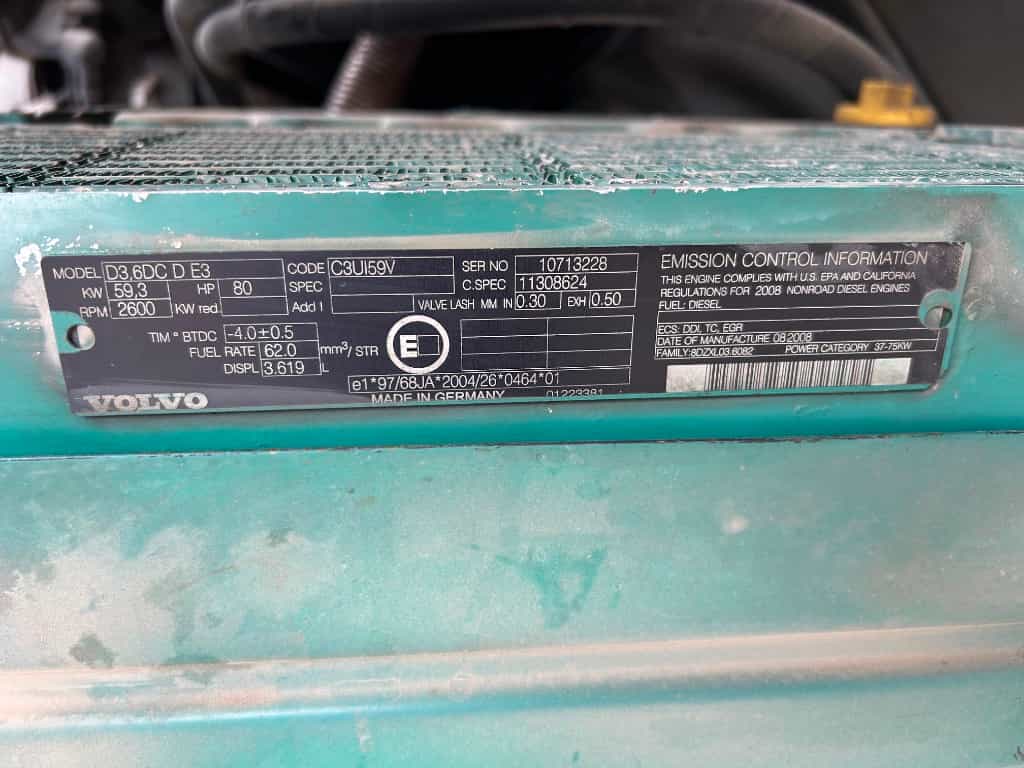 MODEL D3,6DC D E3 CODE C3UI59V SER NO 10713228
KW 59,3 HP 80 SPEC C.SPEC 11308624
RPM 2600 KW red. Add I VALVE LASH MM IN 0.30 EXH 0.50
TIM ° BTDC -4.0±0.5
FUEL RATE 62.0 mm³/STR
DISPL 3.619 L
E
e1*97/68JA*2004/26*0464*01
VOLVO
MADE IN GERMANY 01223381
EMISSION CONTROL INFORMATION
THIS ENGINE COMPLIES WITH U.S. EPA AND CALIFORNIA
REGULATIONS FOR 2008 NONROAD DIESEL ENGINES
FUEL: DIESEL
ECS: DDI, TC, EGR
DATE OF MANUFACTURE 08.2008
FAMILY: 8DZXL03.6082 POWER CATEGORY 37-75KW